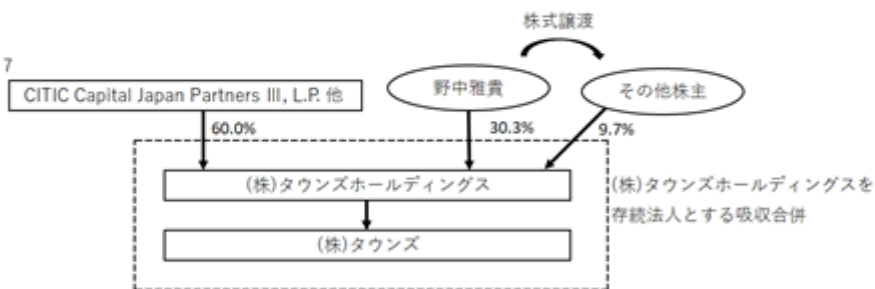 株式譲渡
7
CITIC Capital Japan Partners III, L.P. 他
野中雅貴
その他株主
60.0%
30.3%
9.7%
(株)タウンズホールディングス
(株)タウンズホールディングスを
存続法人とする吸収合併
(株)タウンズ